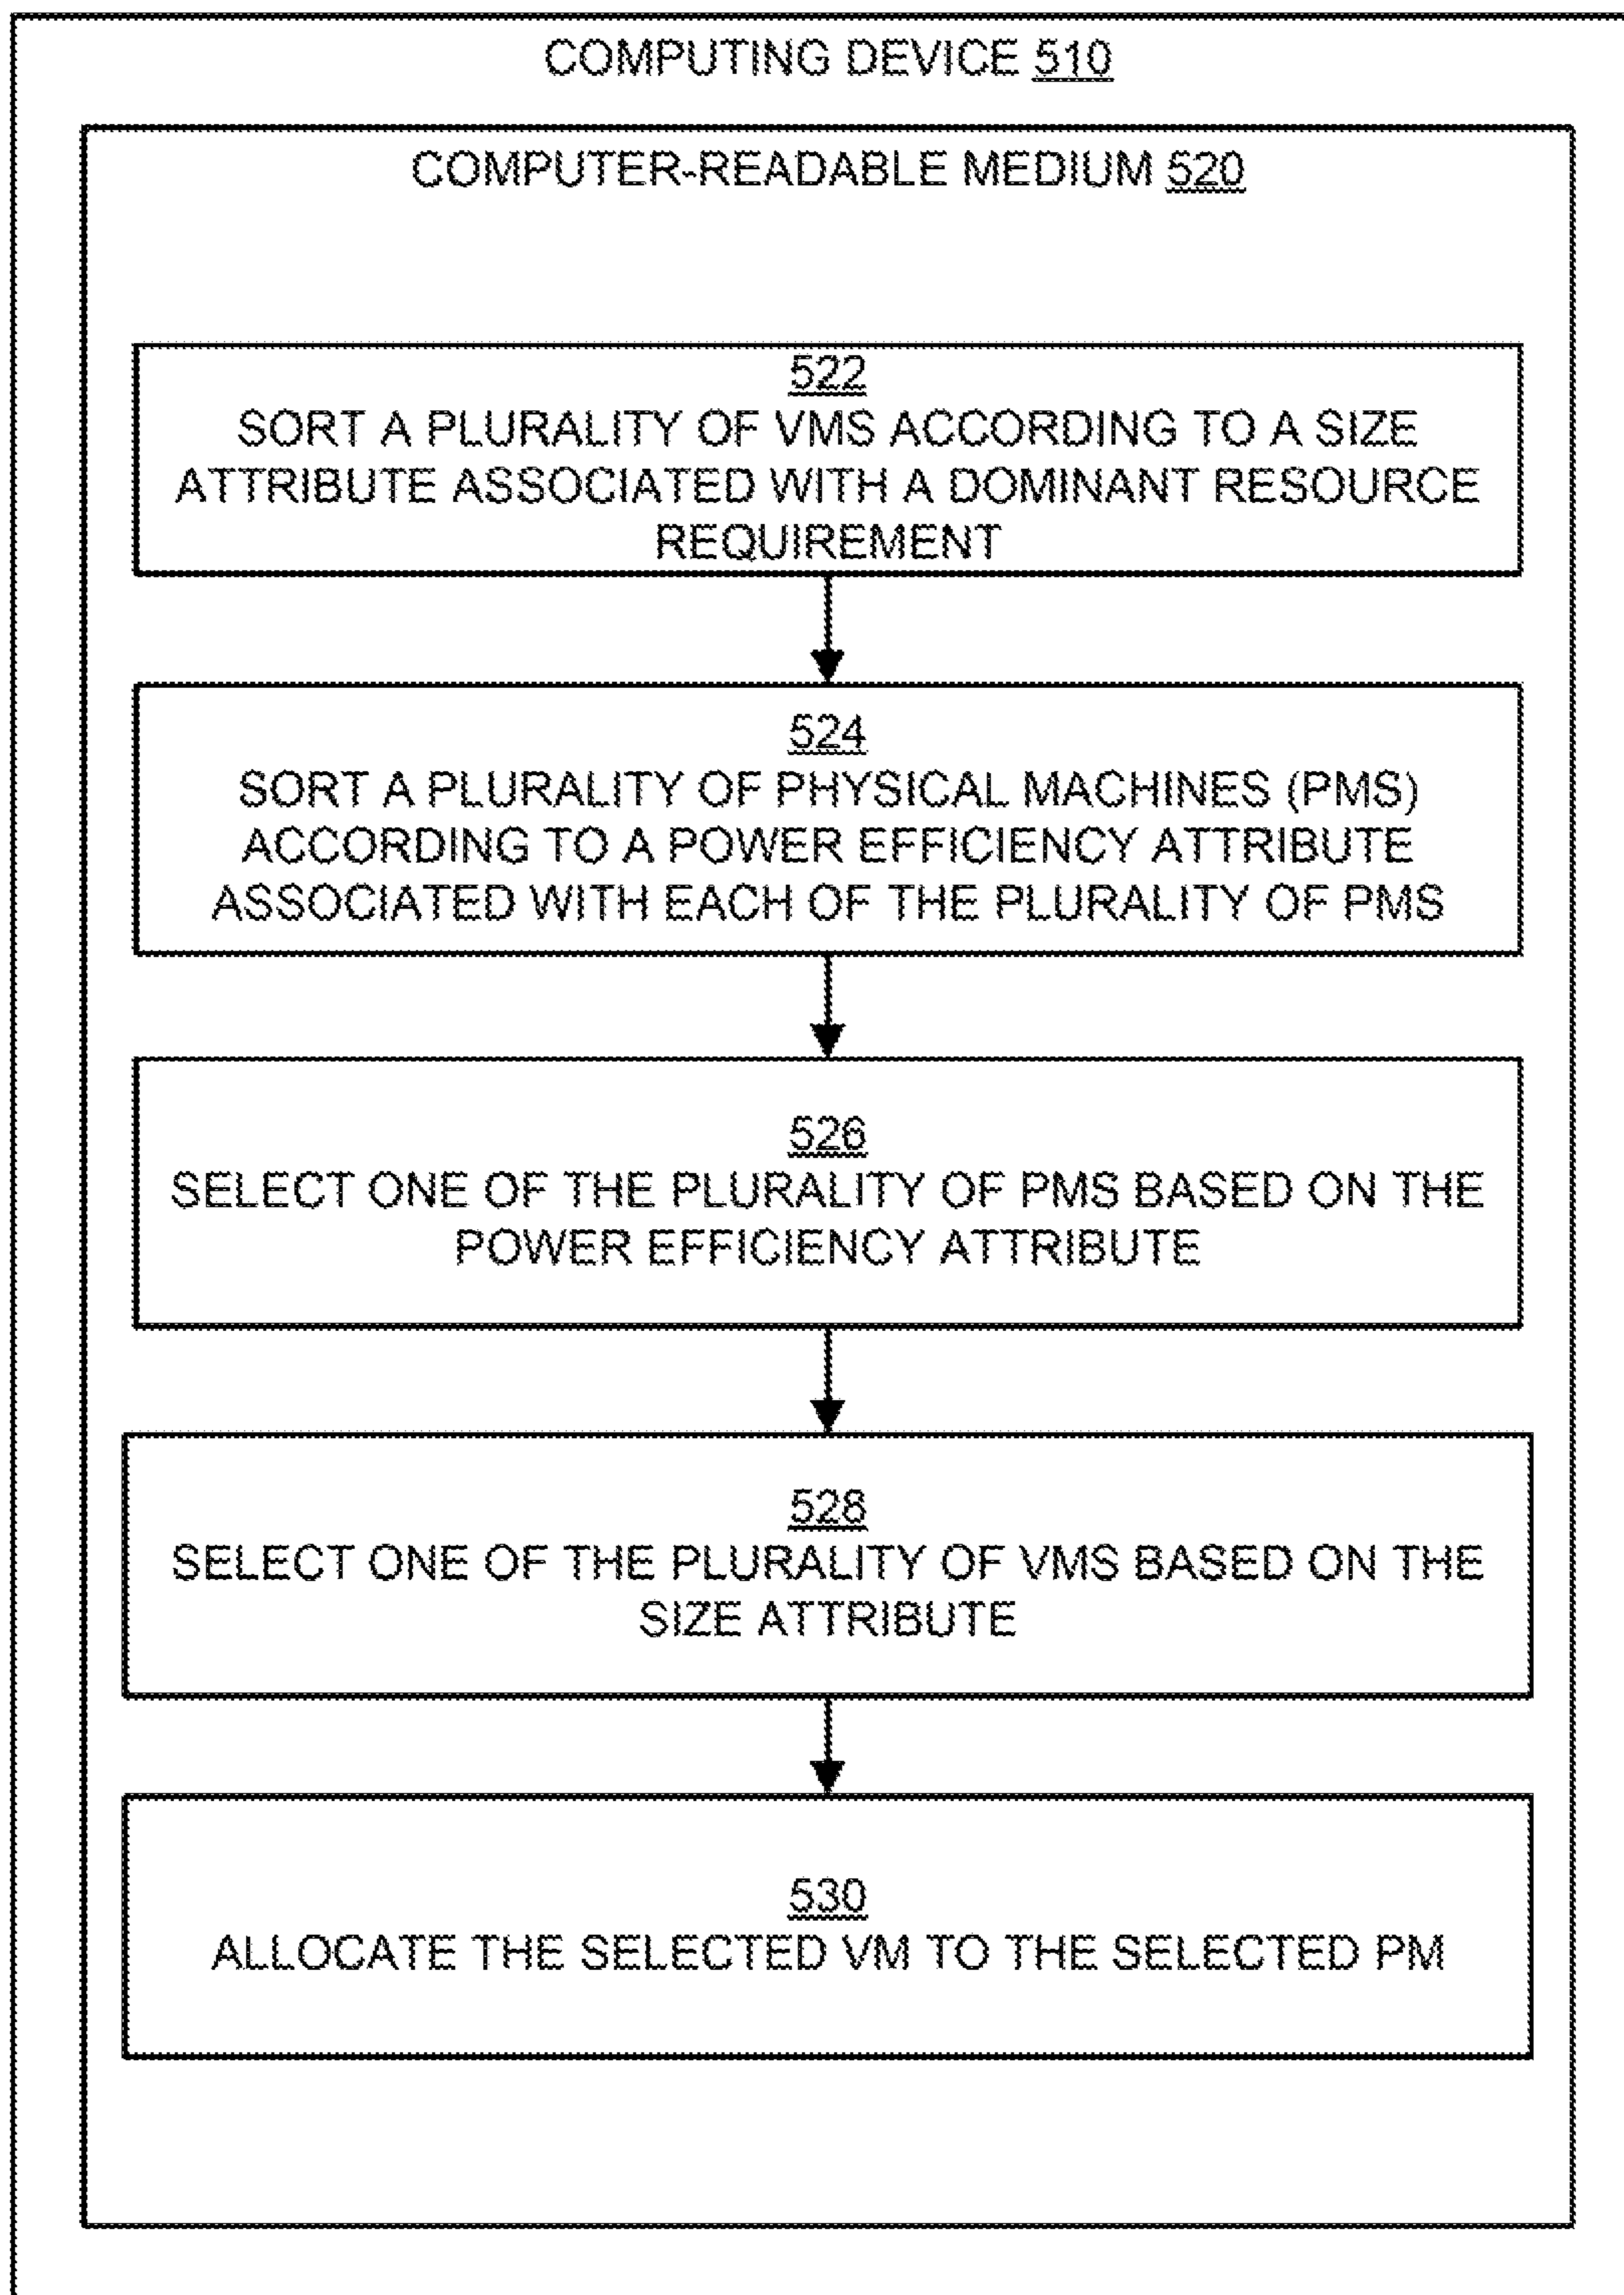 COMPUTING DEVICE 510
COMPUTER-READABLE MEDIUM 520
522
SORT A PLURALITY OF VMS ACCORDING TO A SIZE
ATTRIBUTE ASSOCIATED WITH A DOMINANT RESOURCE
REQUIREMENT
524
SORT A PLURALITY OF PHYSICAL MACHINES (PMS)
ACCORDING TO A POWER EFFICIENCY ATTRIBUTE
ASSOCIATED WITH EACH OF THE PLURALITY OF PMS
526
SELECT ONE OF THE PLURALITY OF PMS BASED ON THE
POWER EFFICIENCY ATTRIBUTE
528
SELECT ONE OF THE PLURALITY OF VMS BASED ON THE
SIZE ATTRIBUTE
530
ALLOCATE THE SELECTED VM TO THE SELECTED PM